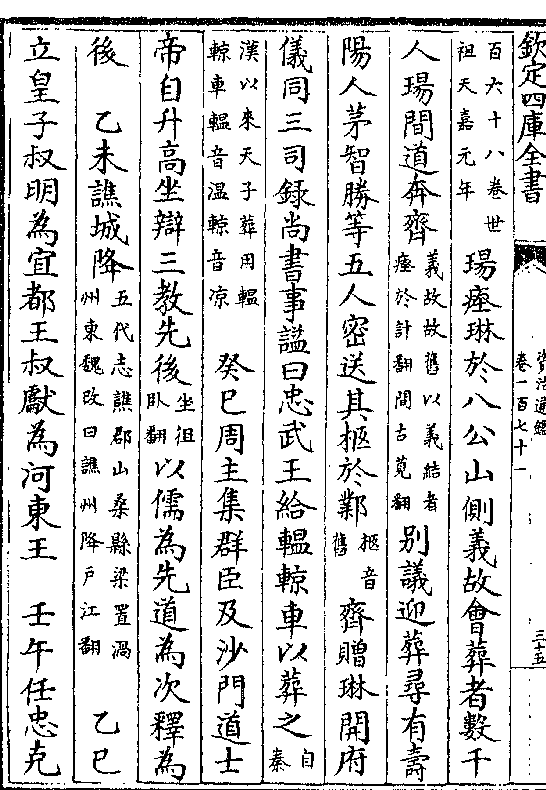 欽定四庫全書
資治通鑑
卷一百七十一
三十五
百六十八卷世
祖天嘉元年
瑒瘞琳於八公山側義故會葬者數千
人瑒間道奔齊
義故故舊以義結者
瘞於計翻間古莧翻
别議迎葬尋有壽
陽人茅智勝等五人密送其柩於鄴
柩音
舊
齊贈琳開府
儀同三司錄尚書事諡曰忠武王給轀輬車以葬之
自
秦
漢以來天子葬用轀
輬車轀音溫輬音凉
癸巳周主集群臣及沙門道士
帝自升高坐辯三教先後
坐徂
卧翻
以儒為先道為次釋為
後 乙未譙城降
五代志譙郡山桑縣梁置渦
州東魏改曰譙州降戶江翻
乙巳
立皇子叔明為宜都王叔獻為河東王 壬午任忠克